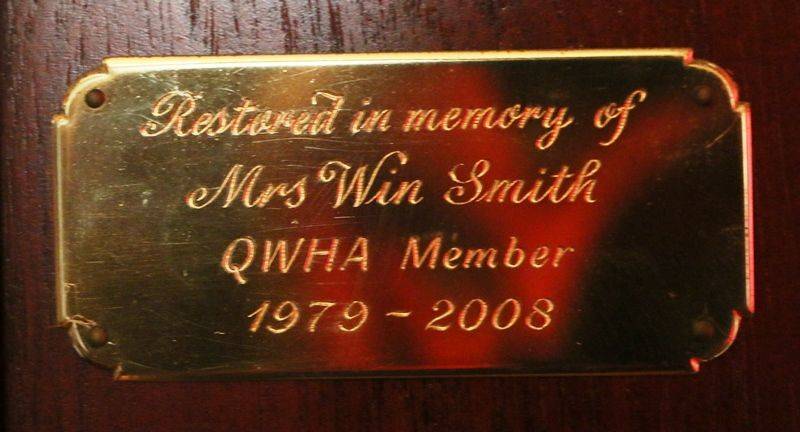 Restored in memory of
Mrs Win Smith
QWHA Member
1979 - 2008